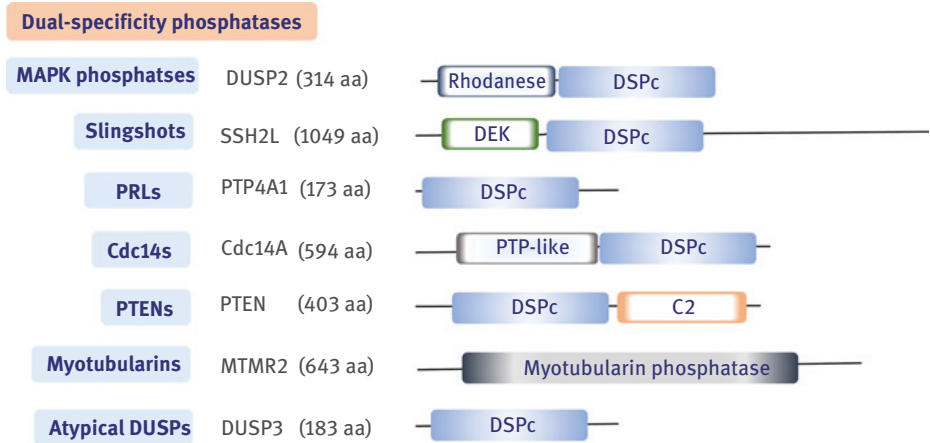 Dual-specificity phosphatases
MAPK phosphatses DUSP2 (314 aa) Rhodanese DSPc
Slingshots SSH2L (1049 aa) DEK DSPc
PRLs PTP4A1 (173 aa) DSPc
Cdc14s Cdc14A (594 aa) PTP-like DSPc
PTENs PTEN (403 aa) DSPc C2
Myotubularins MTMR2 (643 aa) Myotubularin phosphatase
Atypical DUSPs DUSP3 (183 aa) DSPc